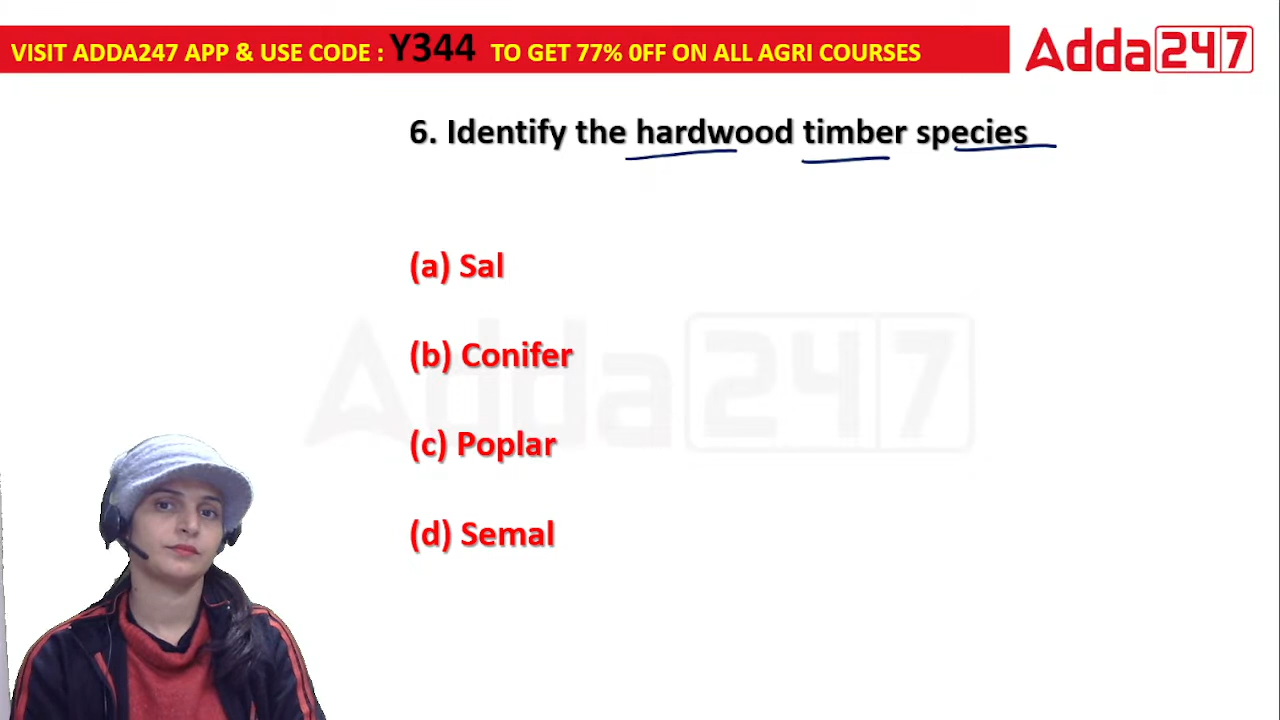 VISIT ADDA247 APP & USE CODE : Y344 TO GET 77% 0FF ON ALL AGRI COURSES
Adda247
6. Identify the hardwood timber species
(a) Sal
(b) Conifer
(c) Poplar
(d) Semal
Adda247